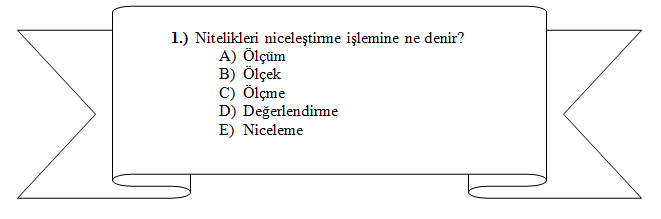 1.) Nitelikleri niceleştirme işlemine ne denir?
A) Ölçüm
B) Ölçek
C) Ölçme
D) Değerlendirme
E) Niceleme